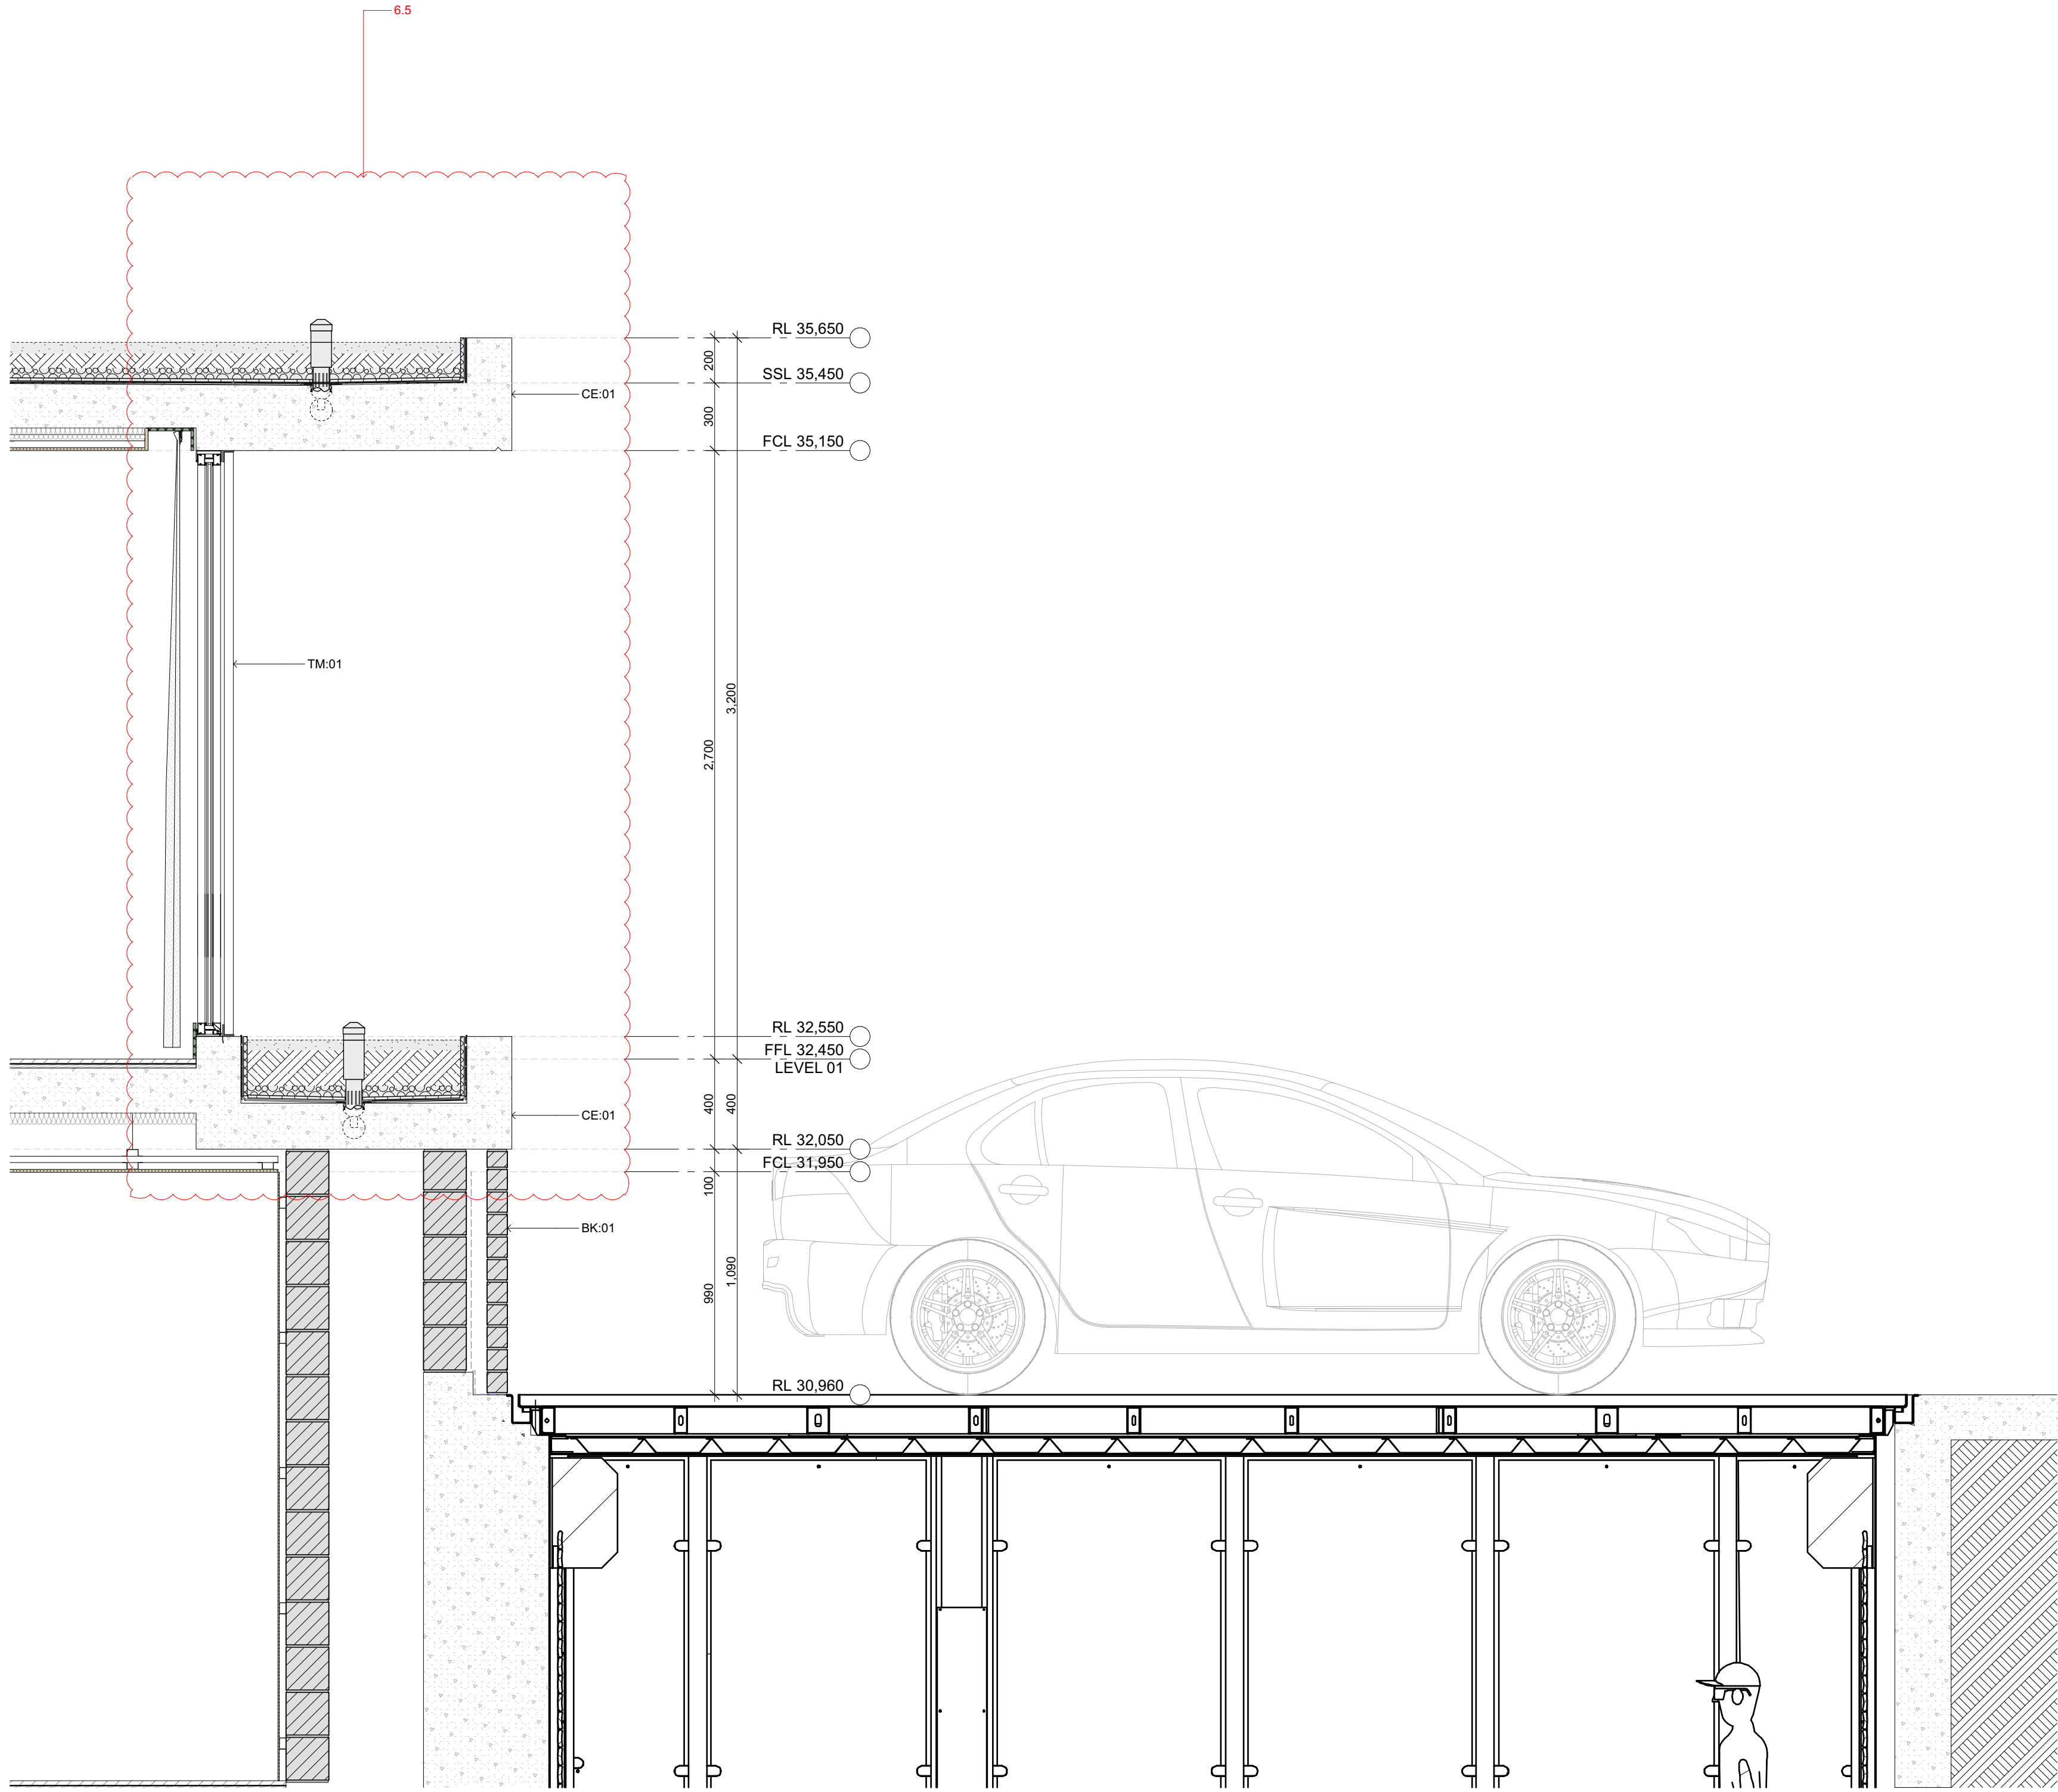 6.5
RL 35,650
200
SSL 35,450
CE:01
300
FCL 35,150
TM:01
3,200
2,700
RL 32,550
FFL 32,450
LEVEL 01
400
400
CE:01
RL 32,050
FCL 31,950
100
BK:01
1,090
990
RL 30,960